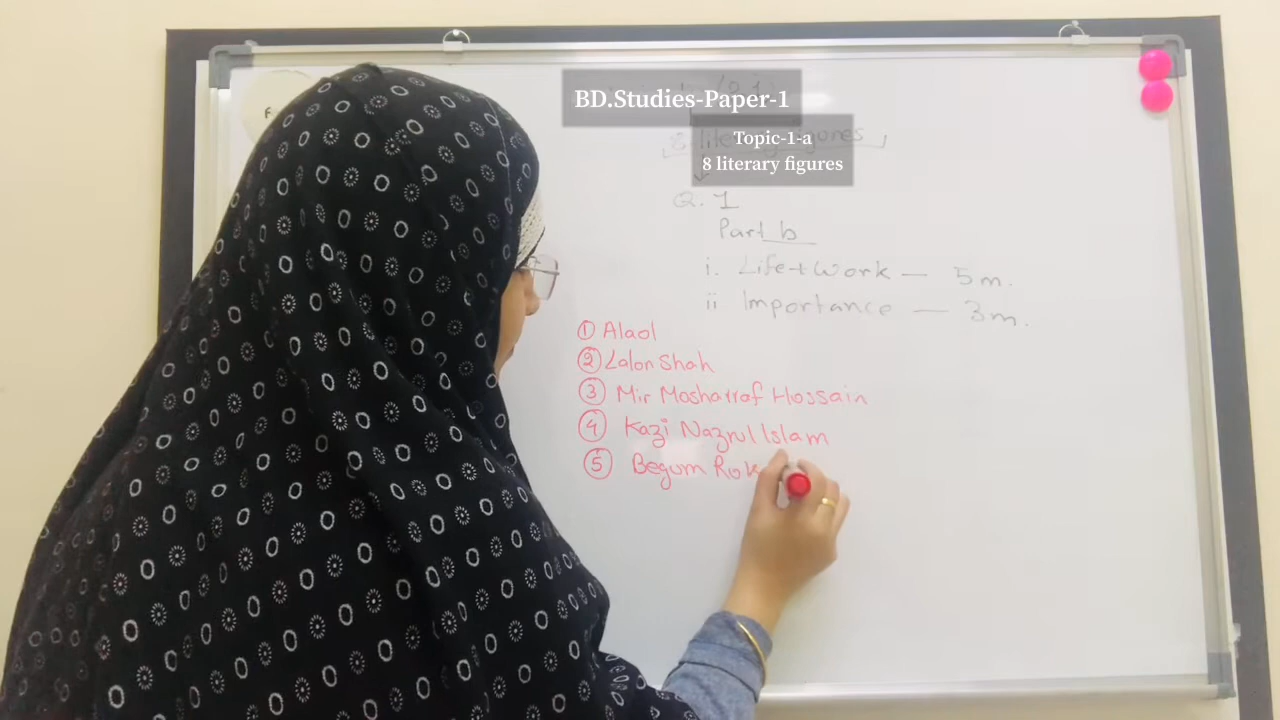 BD.Studies-Paper-1
Topic-1-a
8 literary figures
Q. 1
Part b
i. Life+Work — 5m.
ii Importance — 3m.
① Alaol
② Lalon Shah
③ Mir Mosharraf Hossain
④ Kazi Nazrul Islam
⑤ Begum Rok